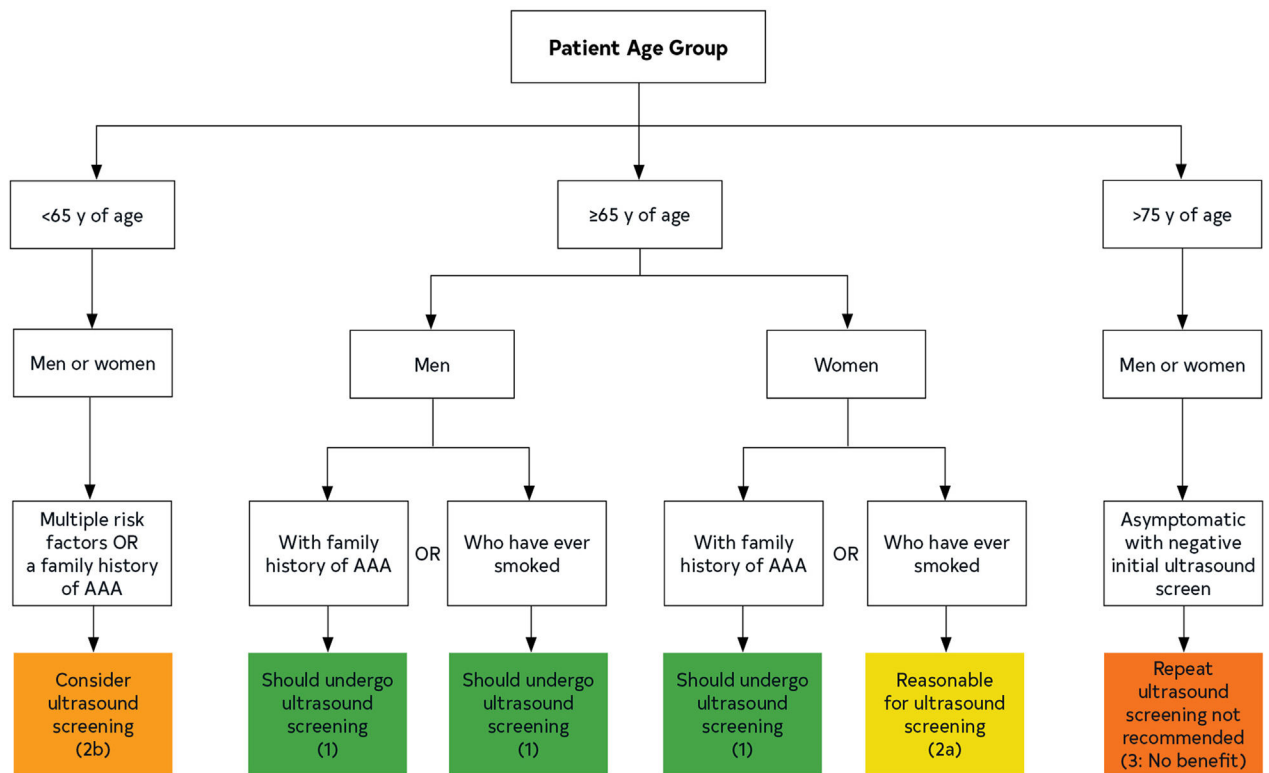 Patient Age Group
<65 y of age
≥65 y of age
>75 y of age
Men or women
Men
Women
Men or women
Multiple risk
factors OR
a family history
of AAA
With family
history of AAA
OR
Who have ever
smoked
With family
history of AAA
OR
Who have ever
smoked
Asymptomatic
with negative
initial ultrasound
screen
Consider
ultrasound
screening
(2b)
Should undergo
ultrasound
screening
(1)
Should undergo
ultrasound
screening
(1)
Should undergo
ultrasound
screening
(1)
Reasonable
for ultrasound
screening
(2a)
Repeat
ultrasound
screening not
recommended
(3: No benefit)